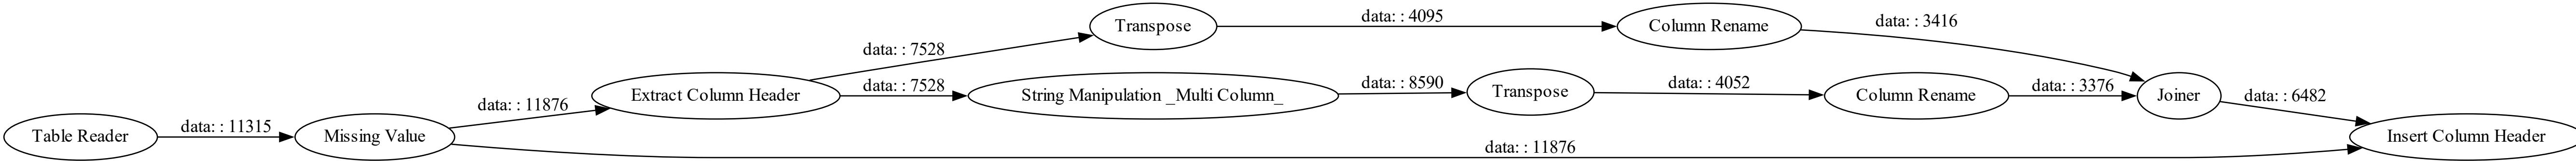 Transpose
data: : 4095
Column Rename
data: : 3416
data: : 7528
Extract Column Header
data: : 7528
String Manipulation _Multi Column_
data: : 8590
Transpose
data: : 4052
Column Rename
data: : 3376
Joiner
data: : 6482
data: : 11876
Table Reader
data: : 11315
Missing Value
data: : 11876
Insert Column Header